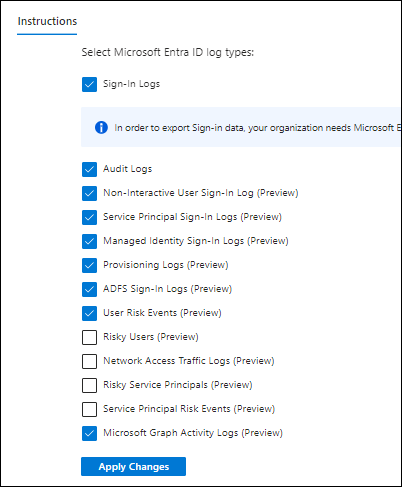 Instructions
Select Microsoft Entra ID log types:
Sign-In Logs
In order to export Sign-in data, your organization needs Microsoft E
Audit Logs
Non-Interactive User Sign-In Log (Preview)
Service Principal Sign-In Logs (Preview)
Managed Identity Sign-In Logs (Preview)
Provisioning Logs (Preview)
ADFS Sign-In Logs (Preview)
User Risk Events (Preview)
Risky Users (Preview)
Network Access Traffic Logs (Preview)
Risky Service Principals (Preview)
Service Principal Risk Events (Preview)
Microsoft Graph Activity Logs (Preview)
Apply Changes